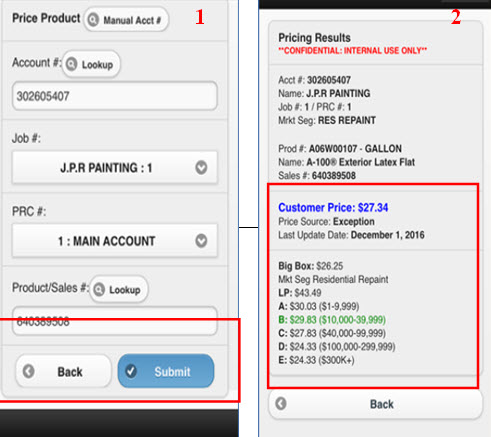 Price Product Manual Acct # 1
Account #: Lookup
302605407
Job #:
J.P.R PAINTING : 1
PRC #:
1 : MAIN ACCOUNT
Product/Sales #: Lookup
640389508
Back Submit
2
Pricing Results
**CONFIDENTIAL: INTERNAL USE ONLY**
Acct #: 302605407
Name: J.P.R PAINTING
Job #: 1 / PRC #: 1
Mrkt Seg: RES REPAINT
Prod #: A06W00107 - GALLON
Name: A-100® Exterior Latex Flat
Sales #: 640389508
Customer Price: $27.34
Price Source: Exception
Last Update Date: December 1, 2016
Big Box: $26.25
Mkt Seg Residential Repaint
LP: $43.49
A: $30.03 ($1-9,999)
B: $29.83 ($10,000-39,999)
C: $27.83 ($40,000-99,999)
D: $24.33 ($100,000-299,999)
E: $24.33 ($300K+)
Back